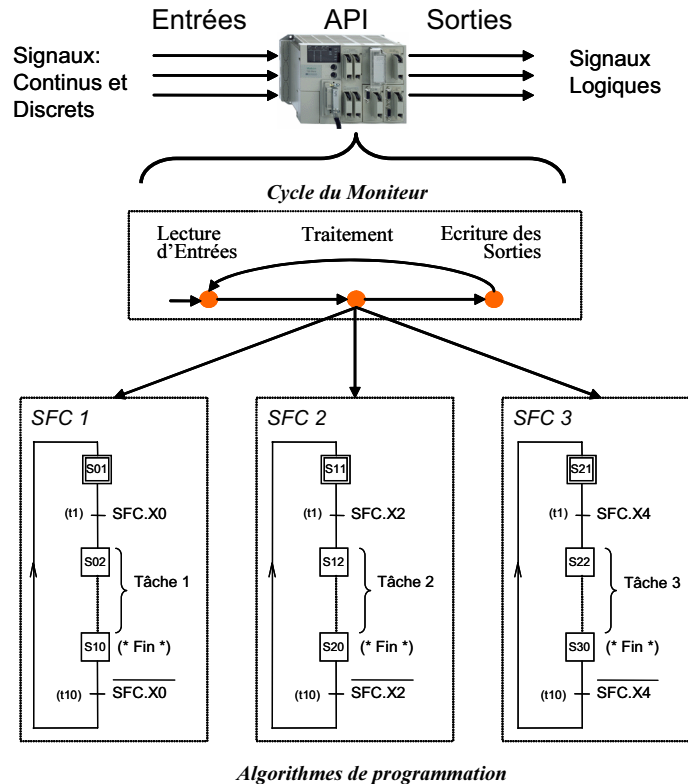 Entrées API Sorties
Signaux:
Continus et
Discrets
Signaux
Logiques
Cycle du Moniteur
Lecture
d'Entrées
Traitement
Ecriture des
Sorties
SFC 1
S01
(t1) SFC.X0
S02
Tâche 1
S10 (* Fin *)
(t10) SFC.X0
SFC 2
S11
(t1) SFC.X2
S12
Tâche 2
S20 (* Fin *)
(t10) SFC.X2
SFC 3
S21
(t1) SFC.X4
S22
Tâche 3
S30 (* Fin *)
(t10) SFC.X4
Algorithmes de programmation